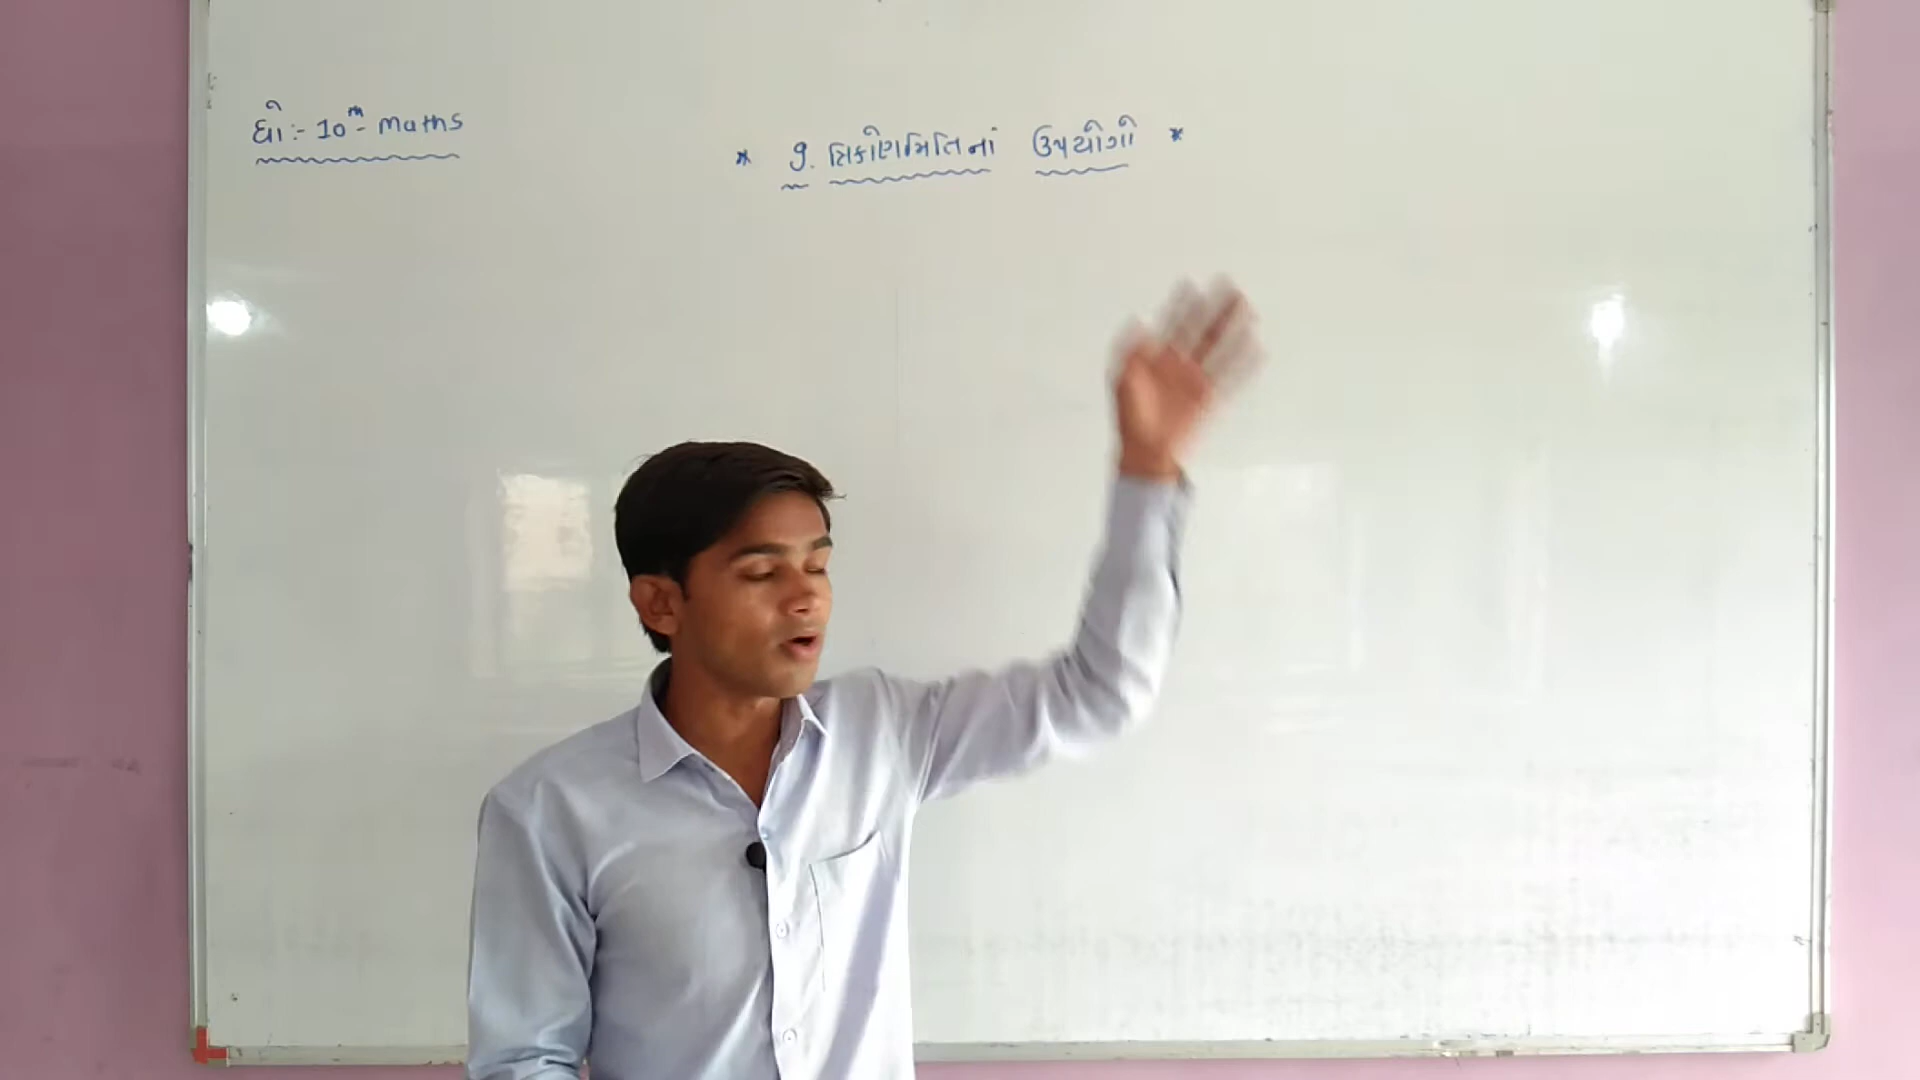 ધો :- 10th - Maths
* 9. ત્રિકોણમિતિનાં ઉપયોગો *